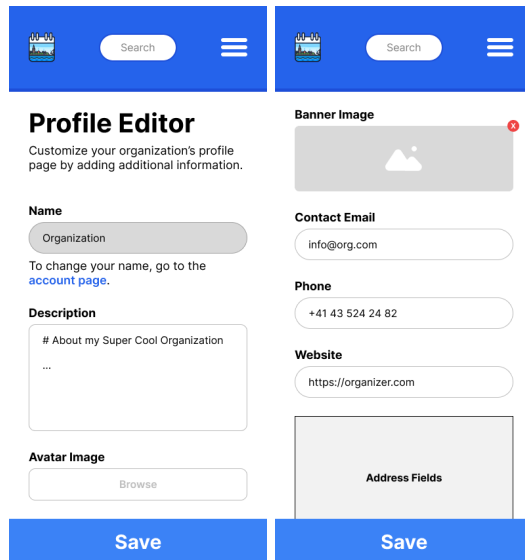 Search
Profile Editor
Customize your organization's profile
page by adding additional information.
Name
Organization
To change your name, go to the
account page.
Description
# About my Super Cool Organization
...
Avatar Image
Browse
Save
Search
Banner Image
X
Contact Email
info@org.com
Phone
+41 43 524 24 82
Website
https://organizer.com
Address Fields
Save